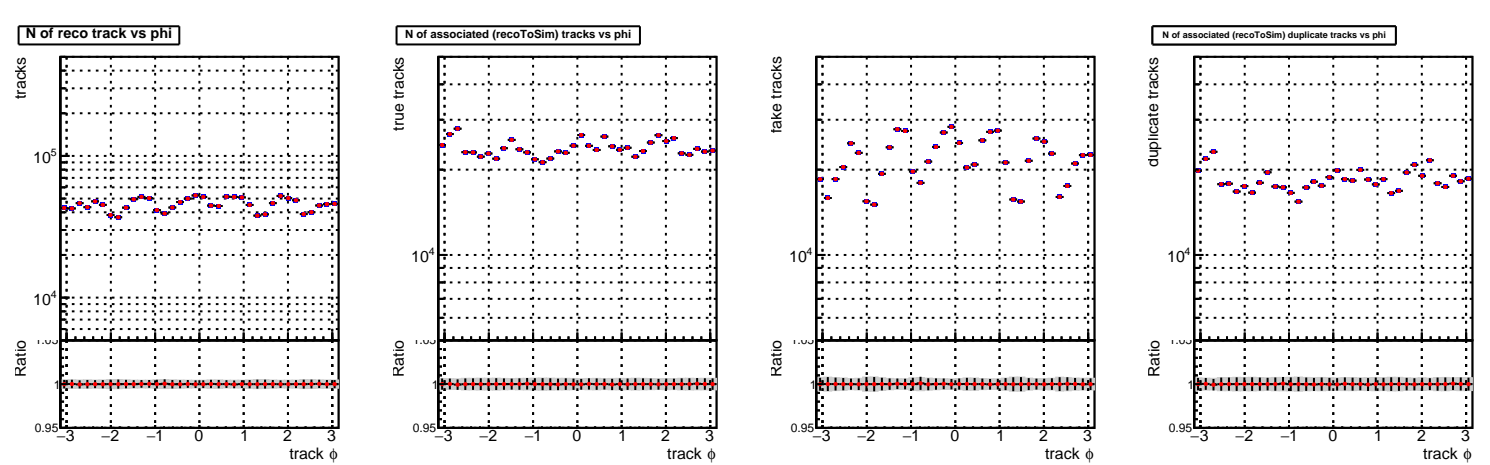 N of reco track vs phi
tracks
10⁵
10⁴
Ratio
1
0.95
−3 −2 −1 0 1 2 3
track ϕ
N of associated (recoToSim) tracks vs phi
true tracks
10⁴
Ratio
1
0.95
−3 −2 −1 0 1 2 3
track ϕ
fake tracks
10⁴
Ratio
1
0.95
−3 −2 −1 0 1 2 3
track ϕ
N of associated (recoToSim) duplicate tracks vs phi
duplicate tracks
10⁴
Ratio
1
0.95
−3 −2 −1 0 1 2 3
track ϕ